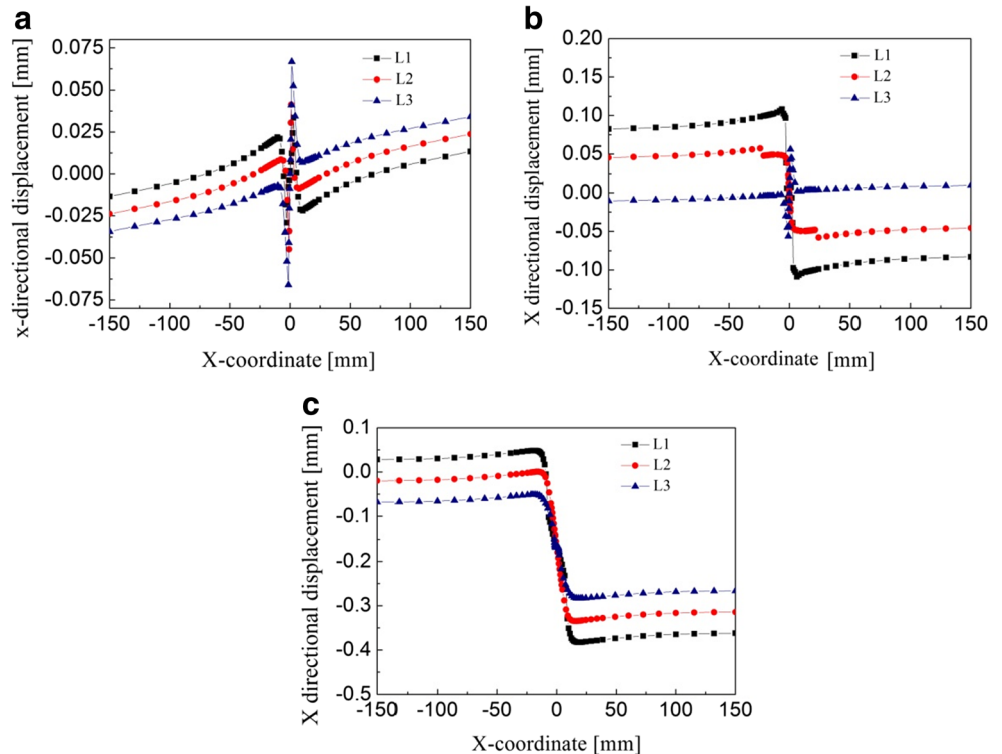 a
x-directional displacement [mm]
0.075
0.050
0.025
0.000
-0.025
-0.050
-0.075
L1
L2
L3
-150 -100 -50 0 50 100 150
X-coordinate [mm]
b
X directional displacement [mm]
0.20
0.15
0.10
0.05
0.00
-0.05
-0.10
-0.15
L1
L2
L3
-150 -100 -50 0 50 100 150
X-coordinate [mm]
c
X directional displacement [mm]
0.1
0.0
-0.1
-0.2
-0.3
-0.4
-0.5
L1
L2
L3
-150 -100 -50 0 50 100 150
X-coordinate [mm]